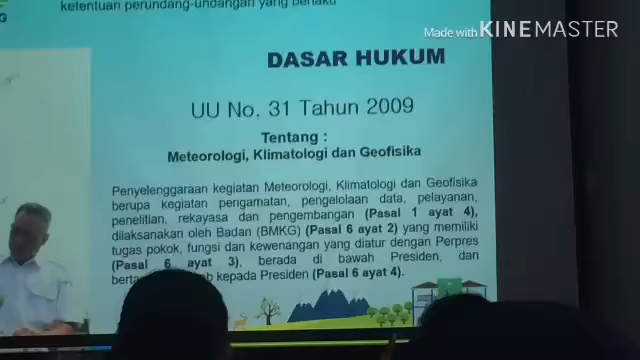 ketentuan perundang-undangan yang berlaku
Made with KINEMASTER
G
DASAR HUKUM
UU No. 31 Tahun 2009
Tentang :
Meteorologi, Klimatologi dan Geofisika
Penyelenggaraan kegiatan Meteorologi, Klimatologi dan Geofisika
berupa kegiatan pengamatan, pengelolaan data, pelayanan,
penelitian, rekayasa dan pengembangan (Pasal 1 ayat 4),
dilaksanakan oleh Badan (BMKG) (Pasal 6 ayat 2) yang memiliki
tugas pokok, fungsi dan kewenangan yang diatur dengan Perpres
(Pasal 6 ayat 3), berada di bawah Presiden, dan
kepada Presiden (Pasal 6 ayat 4).